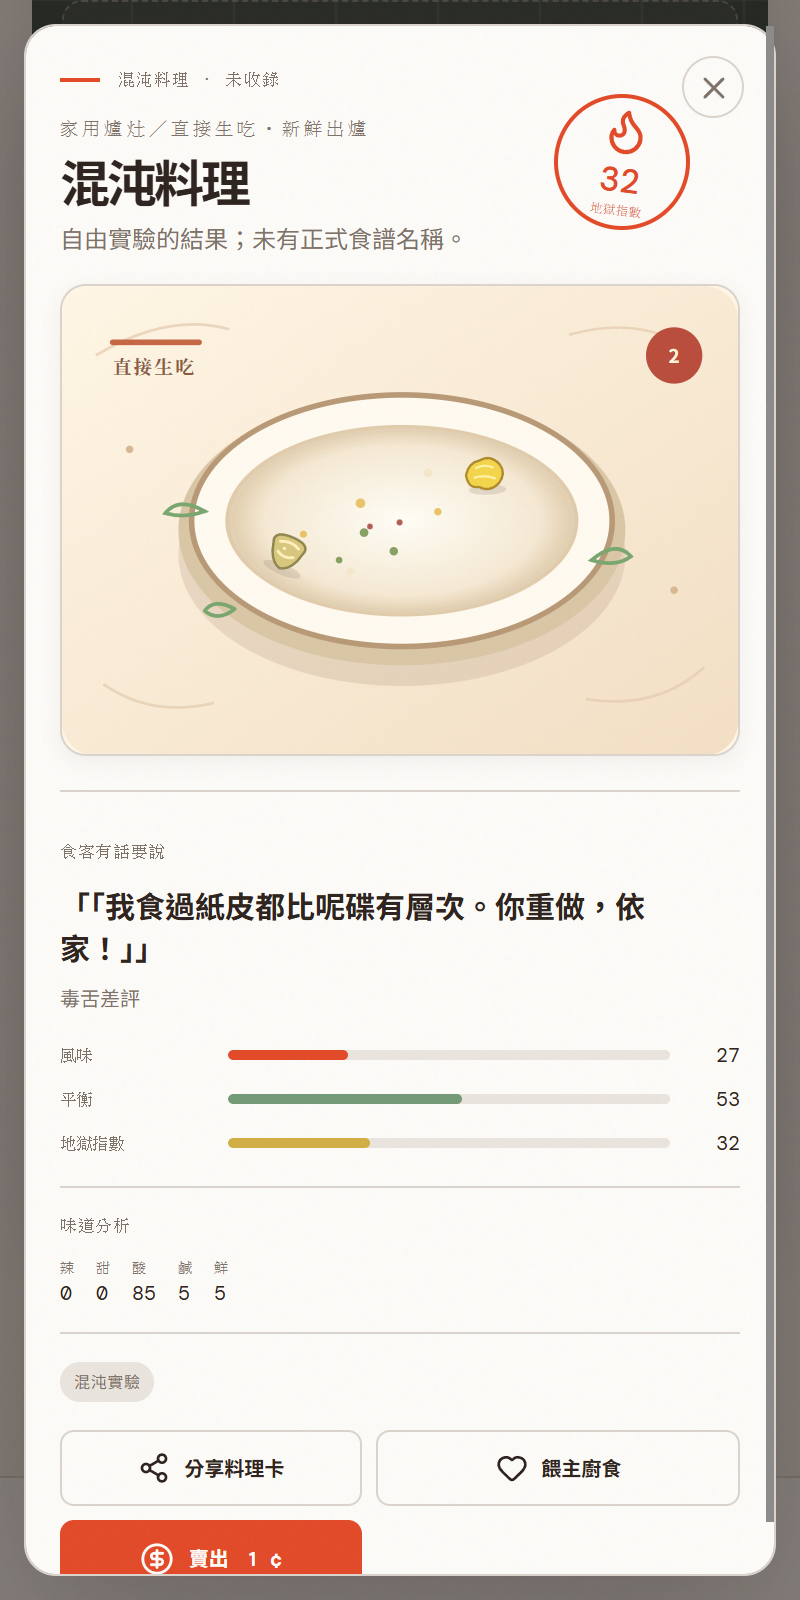 混沌料理 · 未收錄
家用爐灶／直接生吃・新鮮出爐
混沌料理
自由實驗的結果；未有正式食譜名稱。
32
地獄指數
直接生吃
2
食客有話要說
「「我食過紙皮都比呢碟有層次。你重做，依
家！」」
毒舌差評
風味 27
平衡 53
地獄指數 32
味道分析
辣 甜 酸 鹹 鮮
0 0 85 5 5
混沌實驗
分享料理卡
餵主廚食
賣出 1 ¢